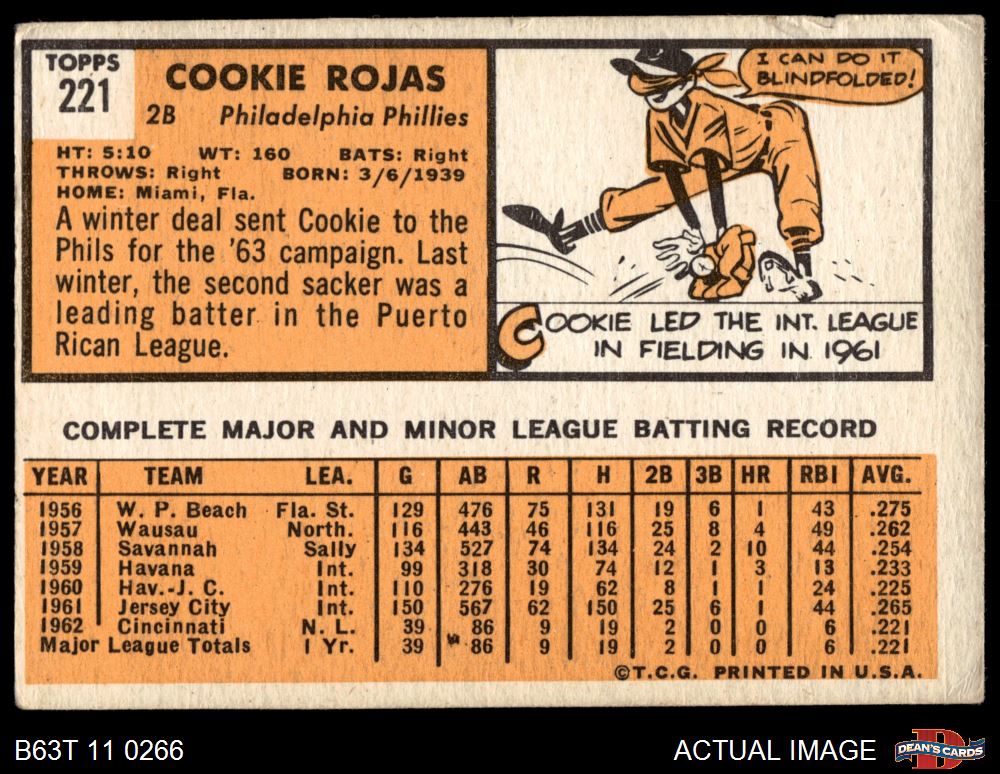 TOPPS
221
COOKIE ROJAS
2B Philadelphia Phillies
HT: 5:10 WT: 160 BATS: Right
THROWS: Right BORN: 3/6/1939
HOME: Miami, Fla.
A winter deal sent Cookie to the
Phils for the '63 campaign. Last
winter, the second sacker was a
leading batter in the Puerto
Rican League.
I CAN DO IT
BLINDFOLDED!
COOKIE LED THE INT. LEAGUE
IN FIELDING IN 1961
COMPLETE MAJOR AND MINOR LEAGUE BATTING RECORD
YEAR TEAM LEA. G AB R H 2B 3B HR RBI AVG.
1956 W. P. Beach Fla. St. 129 476 75 131 19 6 1 43 .275
1957 Wausau North. 116 443 46 116 25 8 4 49 .262
1958 Savannah Sally 134 527 74 134 24 2 10 44 .254
1959 Havana Int. 99 318 30 74 12 1 3 13 .233
1960 Hav.-J. C. Int. 110 276 19 62 8 1 1 24 .225
1961 Jersey City Int. 150 567 62 150 25 6 1 44 .265
1962 Cincinnati N. L. 39 86 9 19 2 0 0 6 .221
Major League Totals 1 Yr. 39 86 9 19 2 0 0 6 .221
©T.C.G. PRINTED IN U.S.A.
B63T 11 0266
ACTUAL IMAGE
DEAN'S CARDS